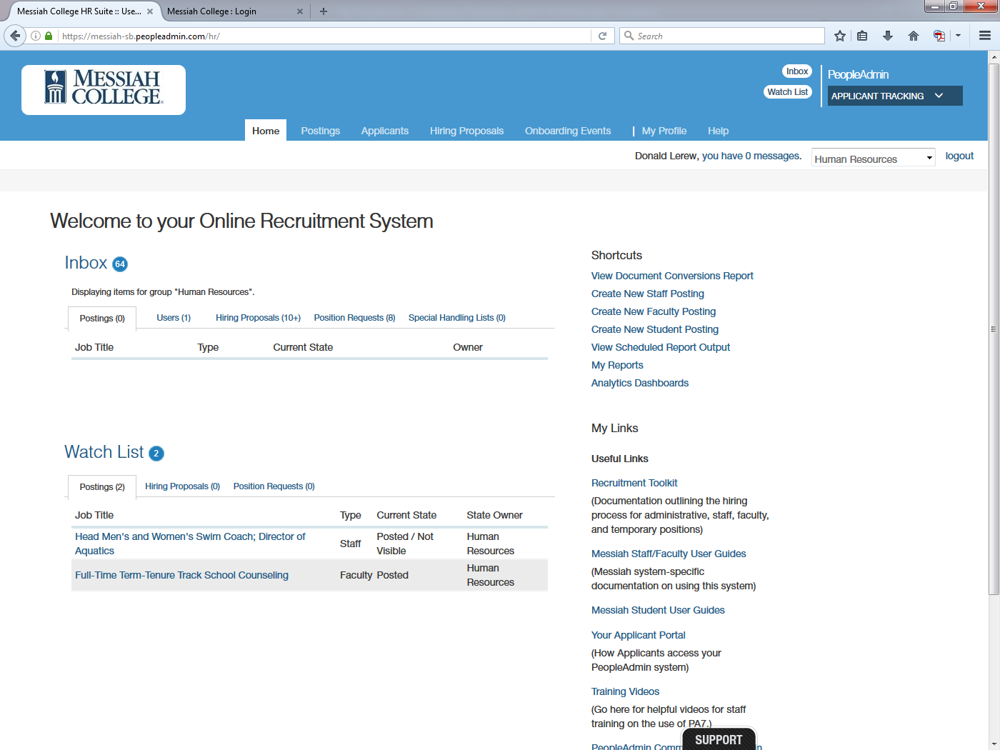 Messiah College HR Suite :: Use...
Messiah College : Login
https://messiah-sb.peopleadmin.com/hr/
Search
MESSIAH
COLLEGE®
Inbox
Watch List
PeopleAdmin
APPLICANT TRACKING
Home Postings Applicants Hiring Proposals Onboarding Events | My Profile Help
Donald Lerew, you have 0 messages. Human Resources logout
Welcome to your Online Recruitment System
Inbox 64
Displaying items for group "Human Resources".
Postings (0) Users (1) Hiring Proposals (10+) Position Requests (8) Special Handling Lists (0)
Job Title Type Current State Owner
Watch List 2
Postings (2) Hiring Proposals (0) Position Requests (0)
Job Title Type Current State State Owner
Head Men's and Women's Swim Coach; Director of
Aquatics
Staff
Posted / Not
Visible
Human
Resources
Full-Time Term-Tenure Track School Counseling
Faculty
Posted
Human
Resources
Shortcuts
View Document Conversions Report
Create New Staff Posting
Create New Faculty Posting
Create New Student Posting
View Scheduled Report Output
My Reports
Analytics Dashboards
My Links
Useful Links
Recruitment Toolkit
(Documentation outlining the hiring
process for administrative, staff, faculty,
and temporary positions)
Messiah Staff/Faculty User Guides
(Messiah system-specific
documentation on using this system)
Messiah Student User Guides
Your Applicant Portal
(How Applicants access your
PeopleAdmin system)
Training Videos
(Go here for helpful videos for staff
training on the use of PA7.)
PeopleAdmin
SUPPORT